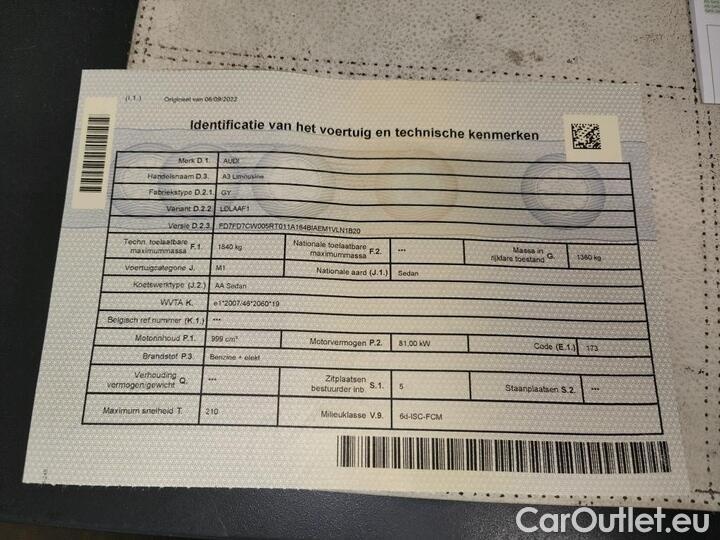 (i.1.) Origineel van 06/09/2022
Identificatie van het voertuig en technische kenmerken
Merk D.1. AUDI
Handelsnaam D.3. A3 Limousine
Fabriekstype D.2.1. GY
Variant D.2.2. LDLAAF1
Versie D.2.3. FD7FD7CW005RT011A164BIAEM1VLN1B20
Techn. toelaatbare maximummassa F.1. 1840 kg Nationale toelaatbare maximummassa F.2. *** Massa in rijklare toestand G. 1360 kg
Voertuigcategorie J. M1 Nationale aard (J.1.) Sedan
Koetswerktype (J.2.) AA Sedan
WVTA K. e1*2007/46*2060*19
Belgisch ref.nummer (K.1.) ***
Motorinhoud P.1. 999 cm³ Motorvermogen P.2. 81,00 kW Code (E.1.) 173
Brandstof P.3. Benzine + elekt
Verhouding vermogen/gewicht Q. *** Zitplaatsen bestuurder inb. S.1. 5 Staanplaatsen S.2. ***
Maximum snelheid T. 210 Milieuklasse V.9. 6d-ISC-FCM
CarOutlet.eu